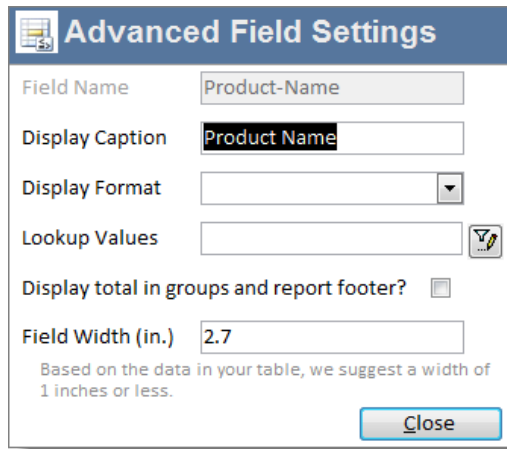 Advanced Field Settings
Field Name Product-Name
Display Caption Product Name
Display Format
Lookup Values
Display total in groups and report footer?
Field Width (in.) 2.7
Based on the data in your table, we suggest a width of
1 inches or less.
Close